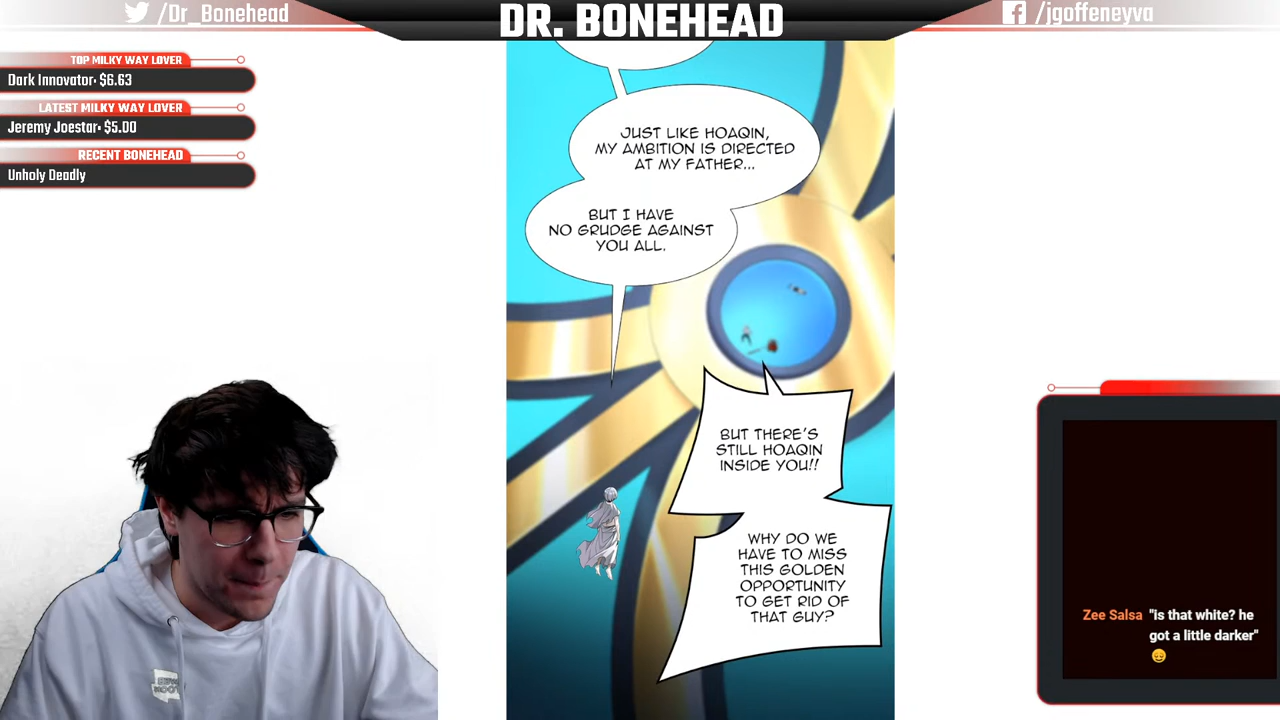 /Dr_Bonehead
DR. BONEHEAD
/jgoffeneyva
TOP MILKY WAY LOVER
Dark Innovator• $6.63
LATEST MILKY WAY LOVER
Jeremy Joestar• $5.00
RECENT BONEHEAD
Unholy Deadly
JUST LIKE HOAQIN,
MY AMBITION IS DIRECTED
AT MY FATHER...
BUT I HAVE
NO GRUDGE AGAINST
YOU ALL.
BUT THERE'S
STILL HOAQIN
INSIDE YOU!!
WHY DO WE
HAVE TO MISS
THIS GOLDEN
OPPORTUNITY
TO GET RID OF
THAT GUY?
Zee Salsa "is that white? he
got a little darker"